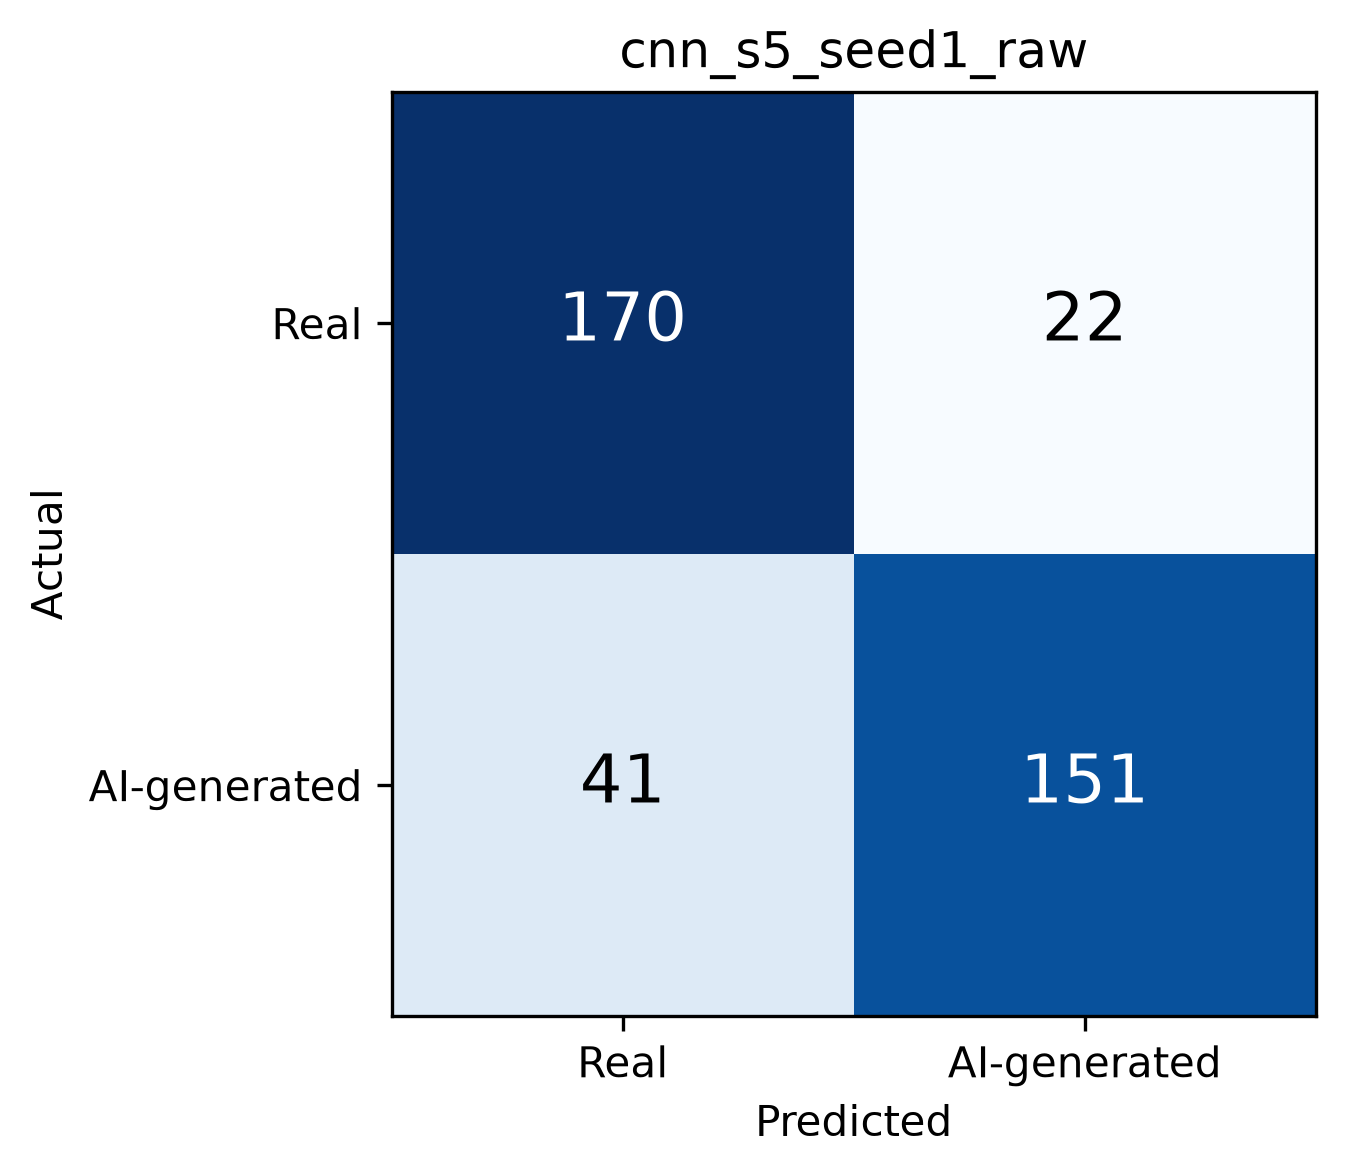 cnn_s5_seed1_raw
Real
170
22
Actual
AI-generated
41
151
Real
AI-generated
Predicted